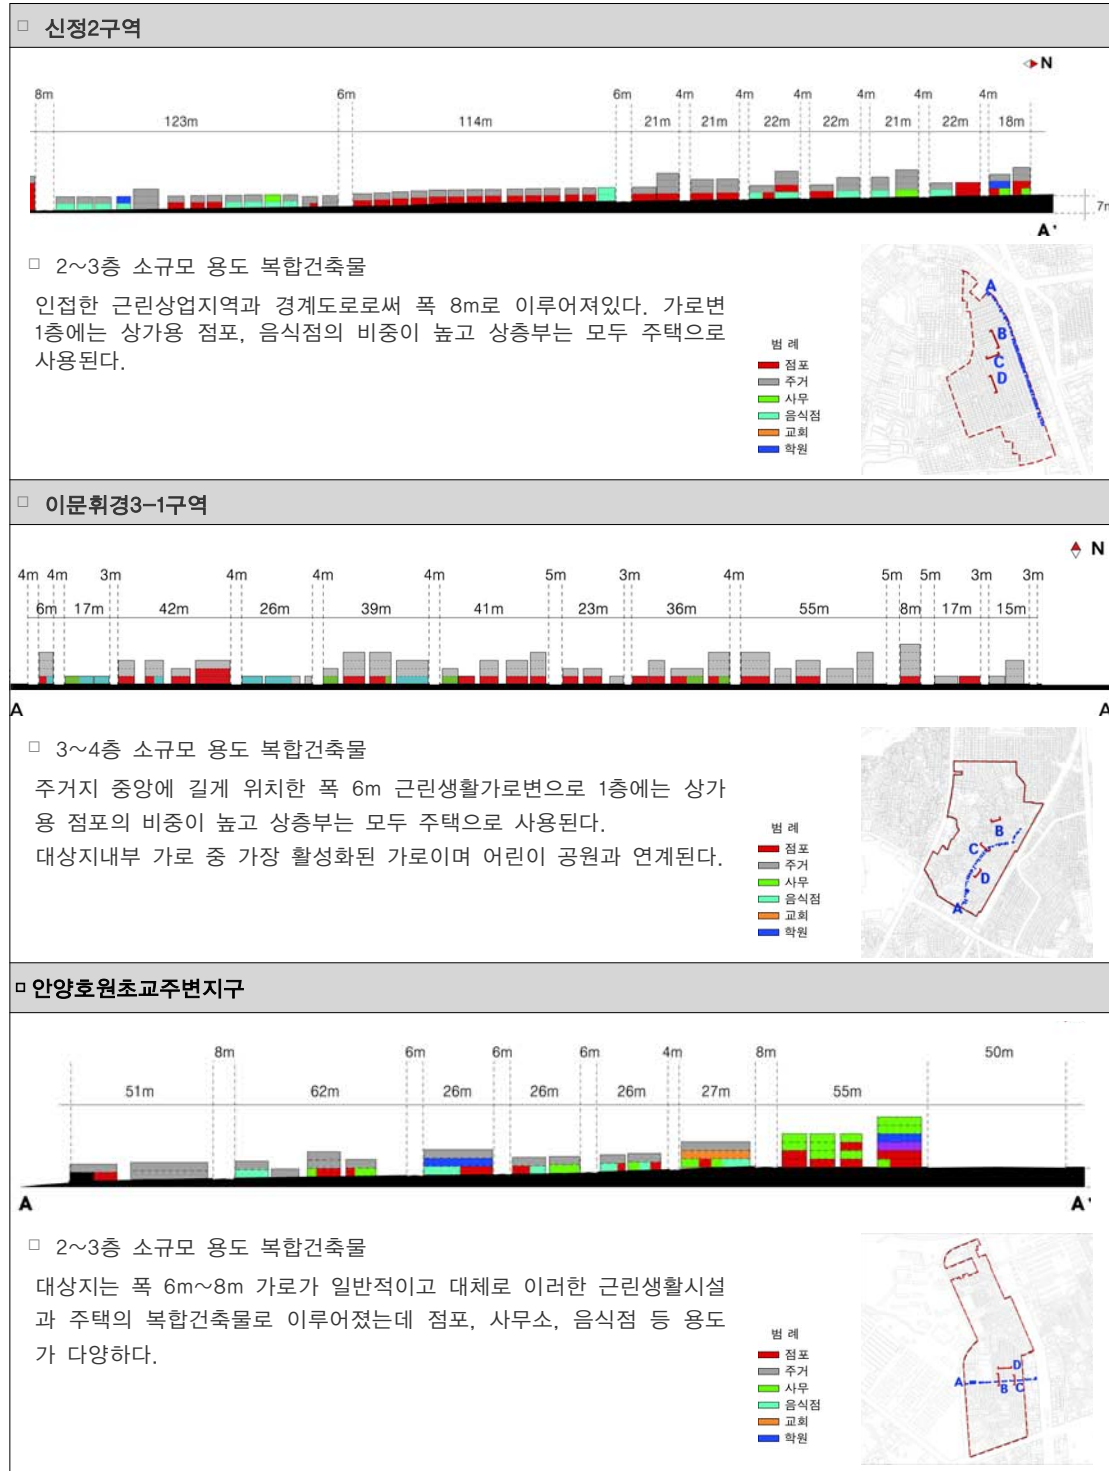 □ 신정2구역
N
8m 6m 6m 4m 4m 4m 4m 4m 4m
123m 114m 21m 21m 22m 22m 21m 22m 18m
7m
A'
□ 2~3층 소규모 용도 복합건축물
인접한 근린상업지역과 경계도로로써 폭 8m로 이루어져있다. 가로변
1층에는 상가용 점포, 음식점의 비중이 높고 상층부는 모두 주택으로
사용된다.
범 례
점포
주거
사무
음식점
교회
학원
A
B
C
D
□ 이문휘경3-1구역
N
4m 4m 3m 4m 4m 4m 5m 3m 4m 5m 5m 3m 3m
6m 17m 42m 26m 39m 41m 23m 36m 55m 8m 17m 15m
A A
□ 3~4층 소규모 용도 복합건축물
주거지 중앙에 길게 위치한 폭 6m 근린생활가로변으로 1층에는 상가
용 점포의 비중이 높고 상층부는 모두 주택으로 사용된다.
대상지내부 가로 중 가장 활성화된 가로이며 어린이 공원과 연계된다.
범 례
점포
주거
사무
음식점
교회
학원
B
C
D
A
□ 안양호원초교주변지구
8m 6m 6m 6m 4m 8m 50m
51m 62m 26m 26m 26m 27m 55m
A A'
□ 2~3층 소규모 용도 복합건축물
대상지는 폭 6m~8m 가로가 일반적이고 대체로 이러한 근린생활시설
과 주택의 복합건축물로 이루어졌는데 점포, 사무소, 음식점 등 용도
가 다양하다.
범 례
점포
주거
사무
음식점
교회
학원
D
A B C